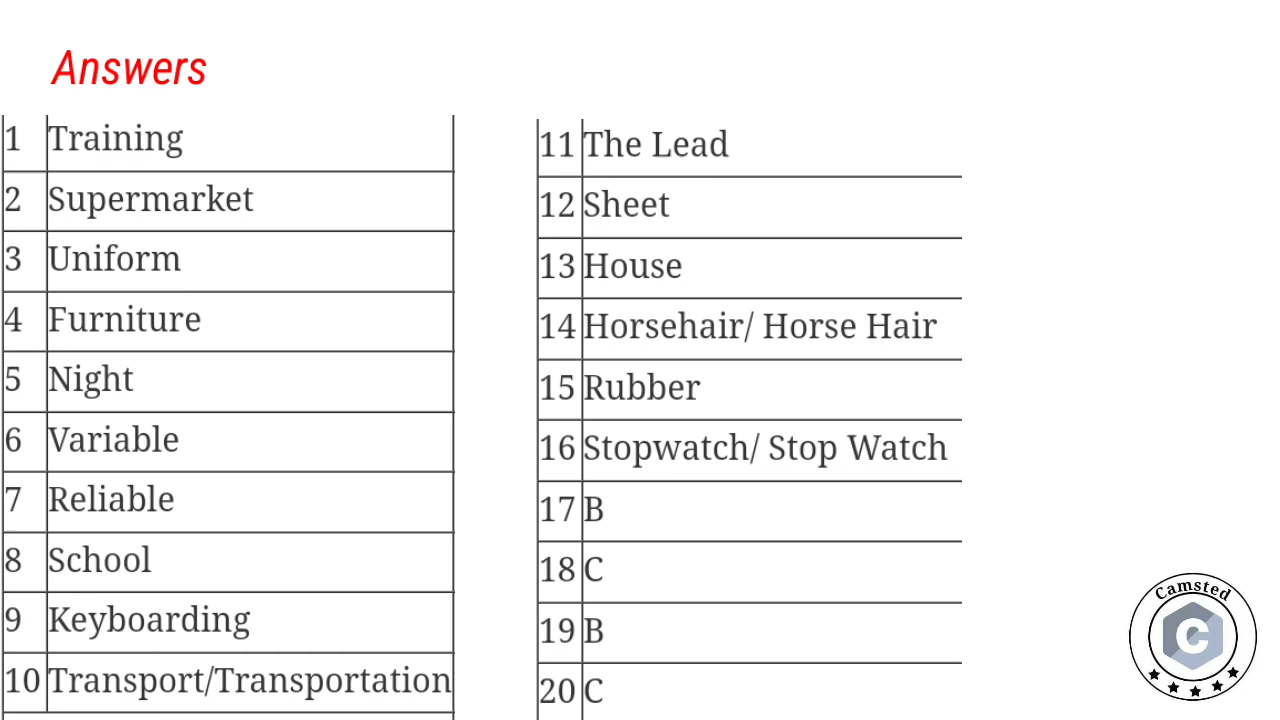 Answers
1 Training
2 Supermarket
3 Uniform
4 Furniture
5 Night
6 Variable
7 Reliable
8 School
9 Keyboarding
10 Transport/Transportation
11 The Lead
12 Sheet
13 House
14 Horsehair/ Horse Hair
15 Rubber
16 Stopwatch/ Stop Watch
17 B
18 C
19 B
20 C
Camsted
C